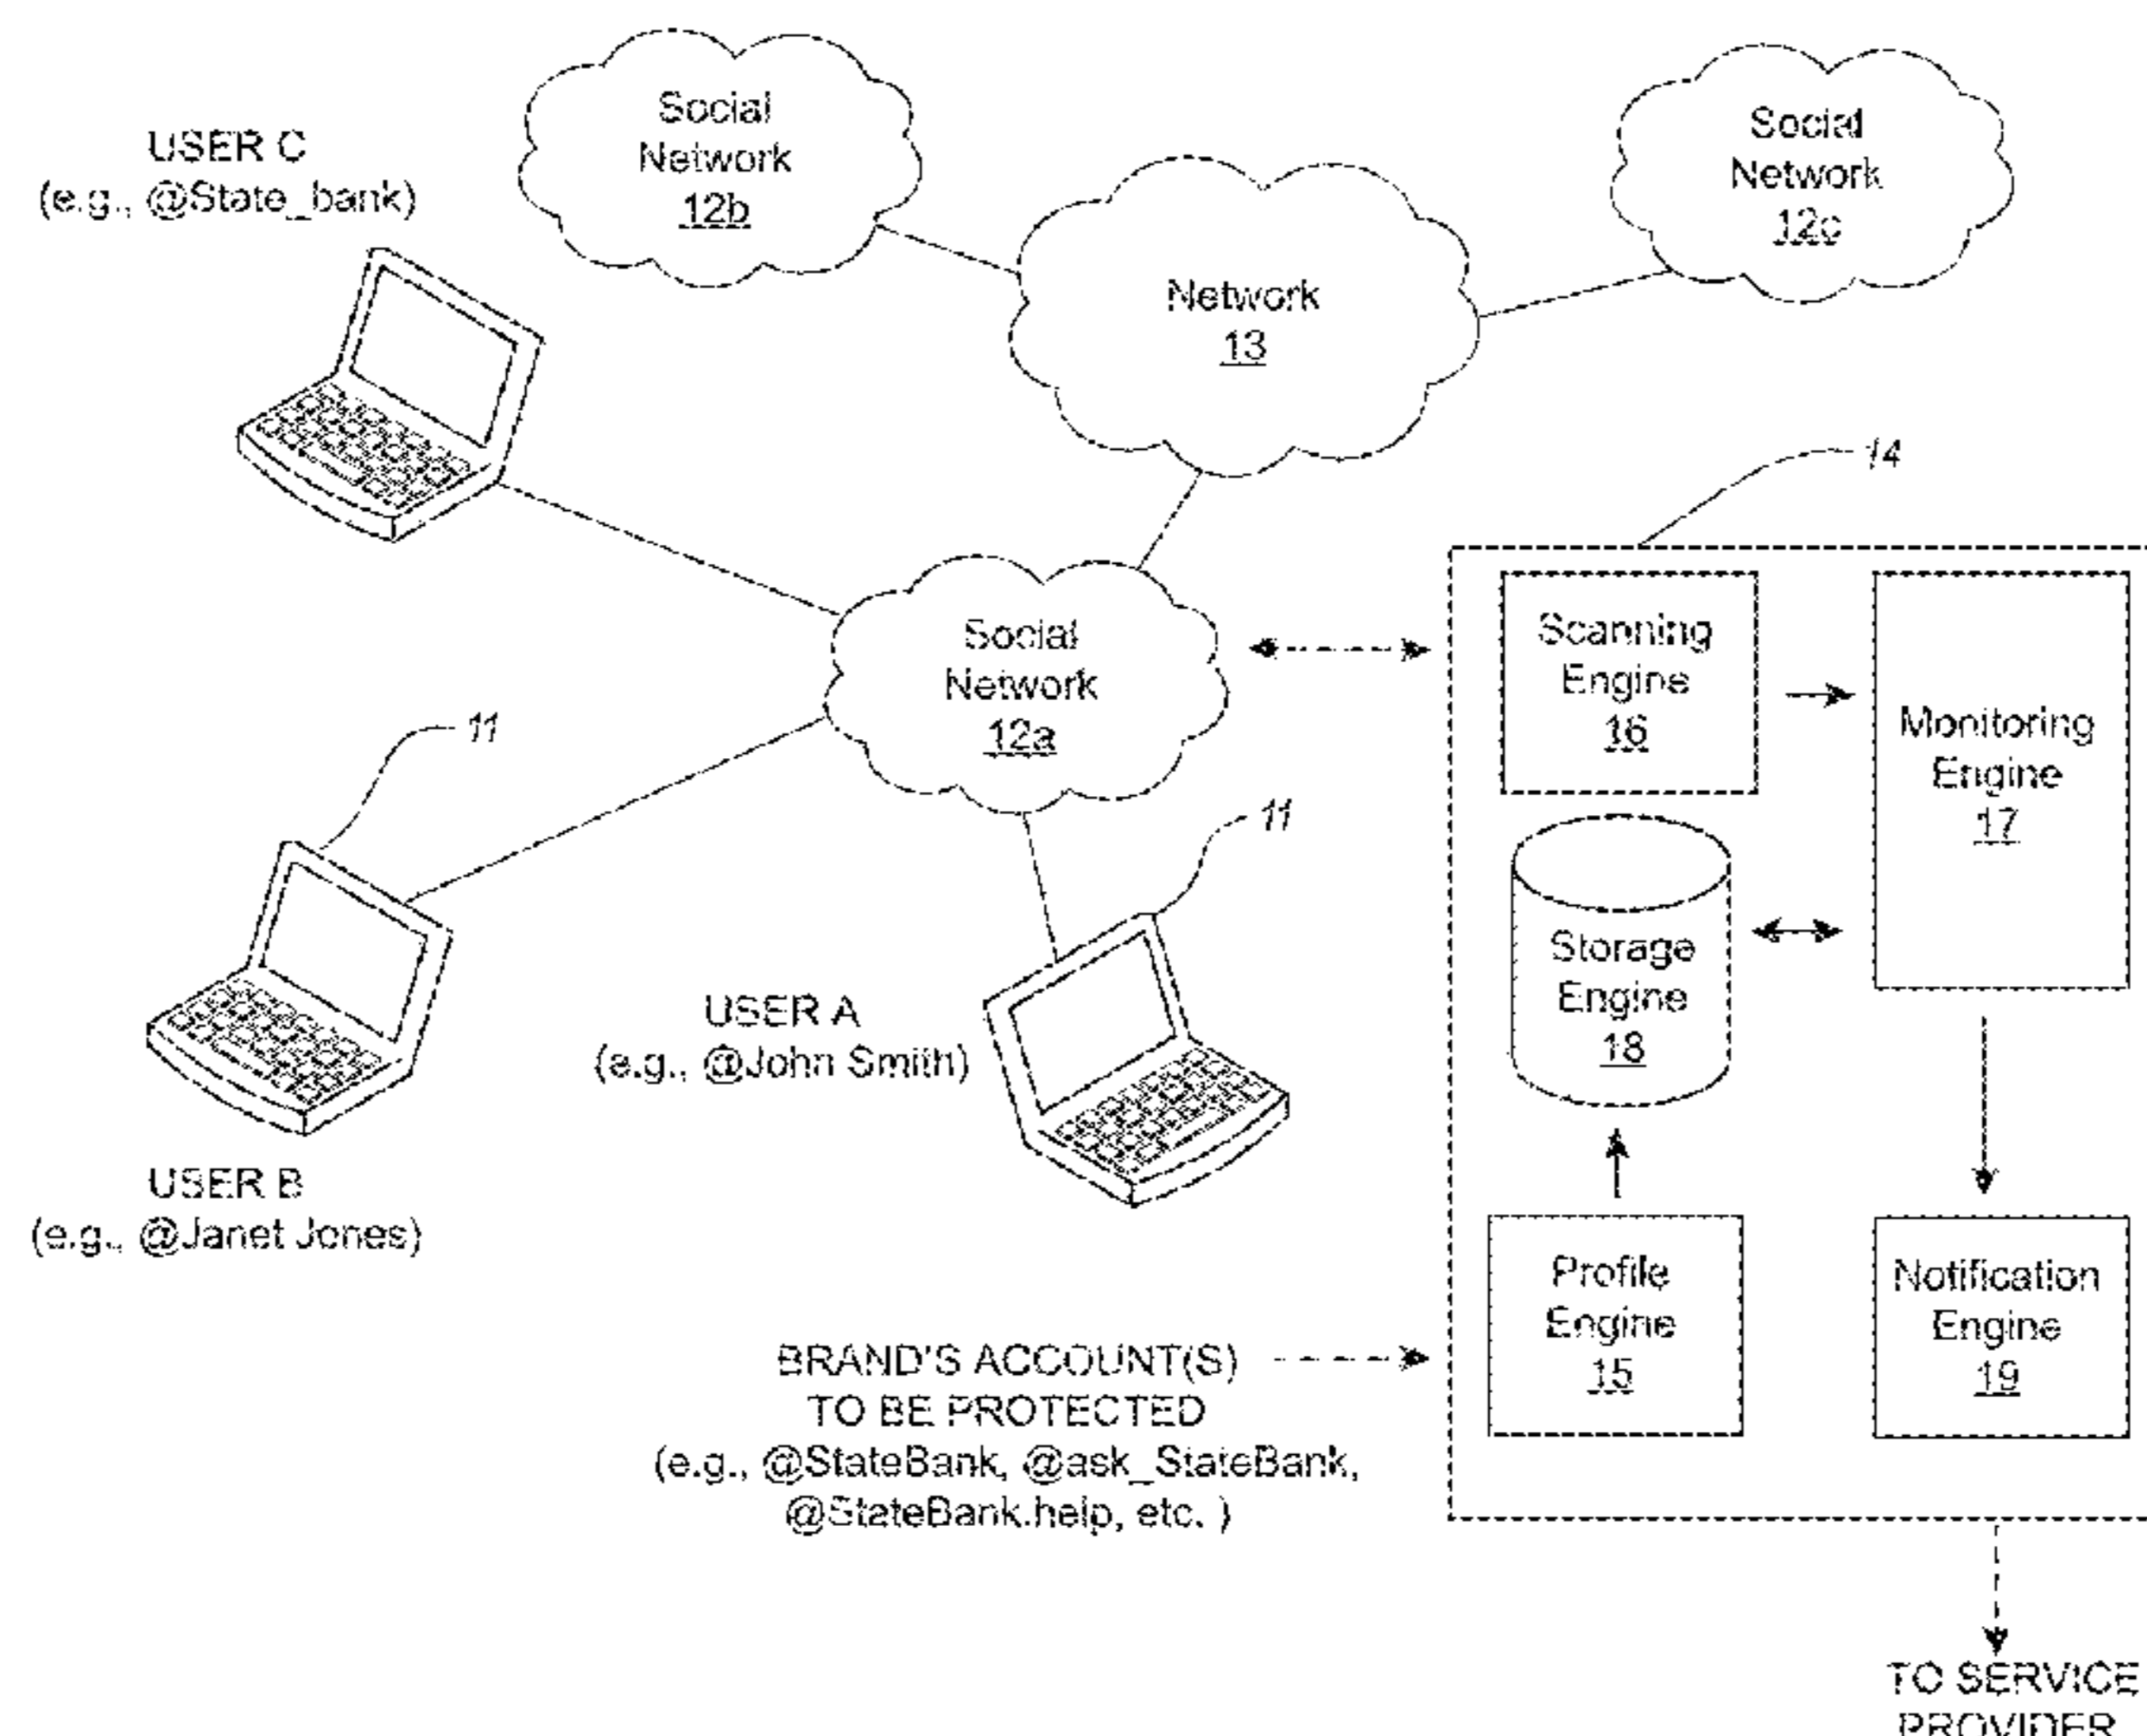 Social
Network
12b
Social
Network
12c
USER C
(e.g., @State_bank)
Network
13
14
Social
Network
12a
Scanning
Engine
16
Monitoring
Engine
17
11
11
Storage
Engine
18
USER A
(e.g., @John Smith)
USER B
(e.g., @Janet Jones)
Profile
Engine
15
Notification
Engine
19
BRAND'S ACCOUNT(S)
TO BE PROTECTED
(e.g., @StateBank, @ask_StateBank,
@StateBank.help, etc. )
TO SERVICE
PROVIDER